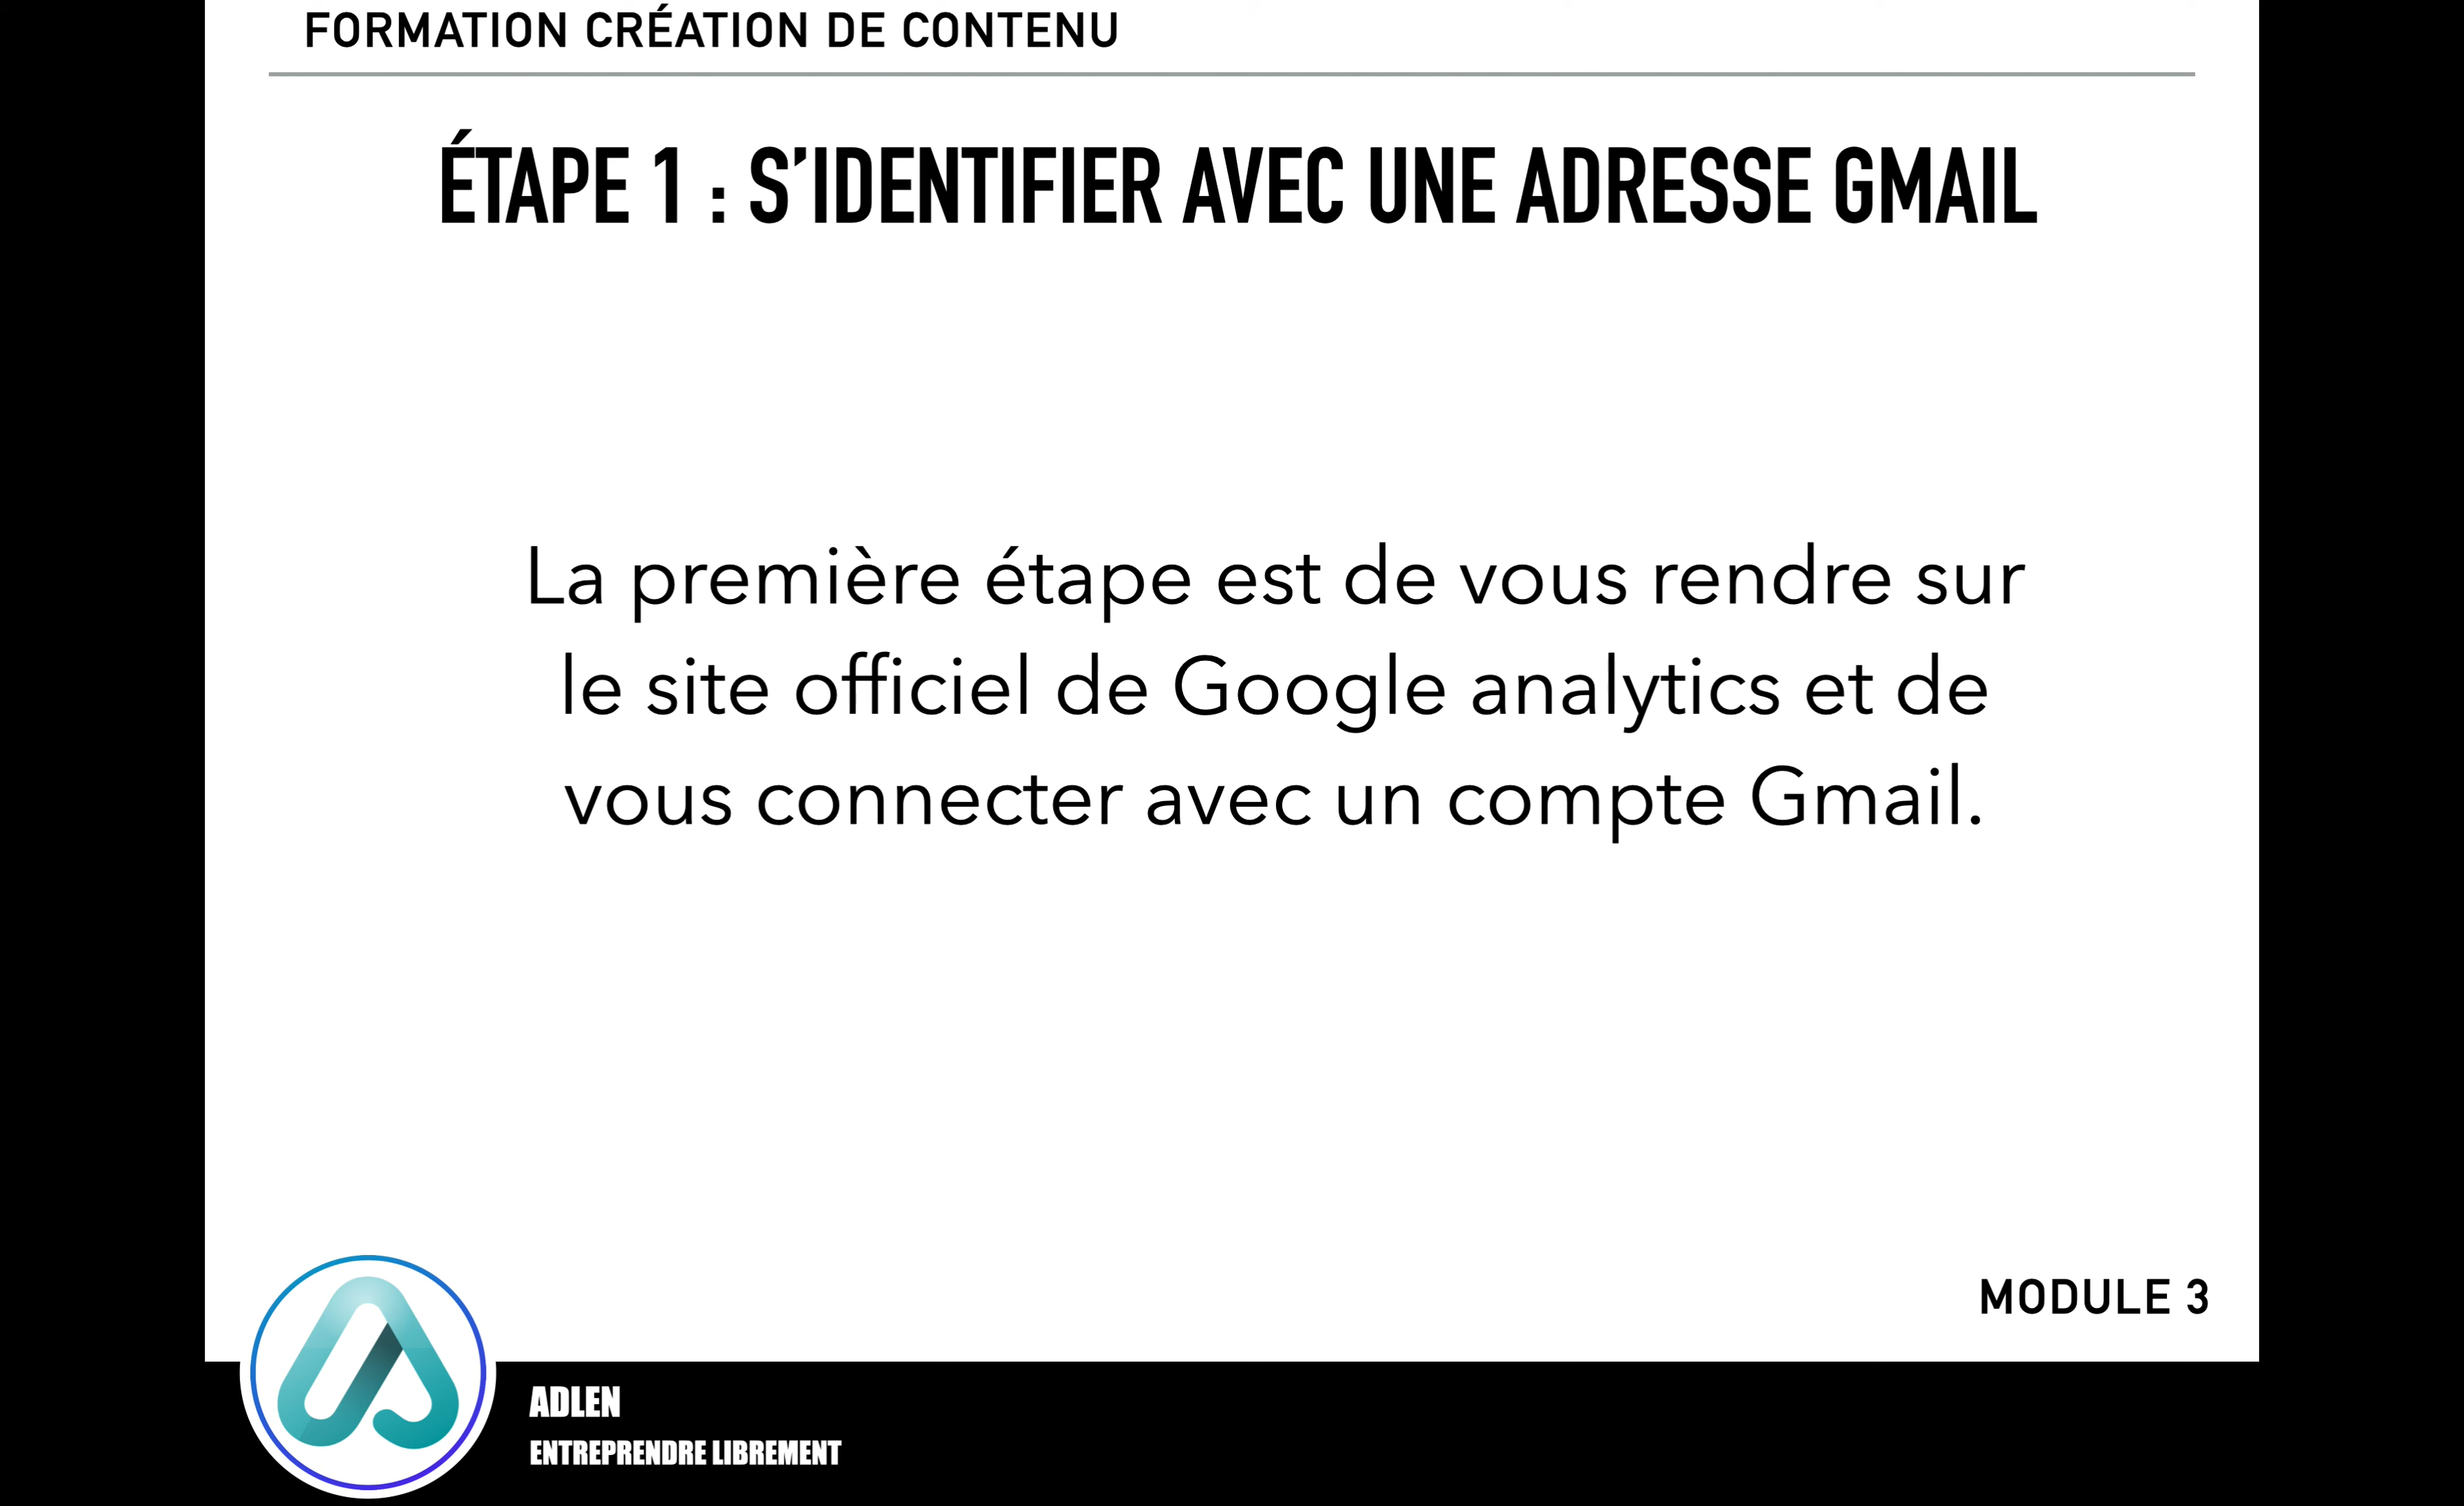 FORMATION CRÉATION DE CONTENU
ÉTAPE 1 : S’IDENTIFIER AVEC UNE ADRESSE GMAIL
La première étape est de vous rendre sur
le site officiel de Google analytics et de
vous connecter avec un compte Gmail.
MODULE 3
ADLEN
ENTREPRENDRE LIBREMENT